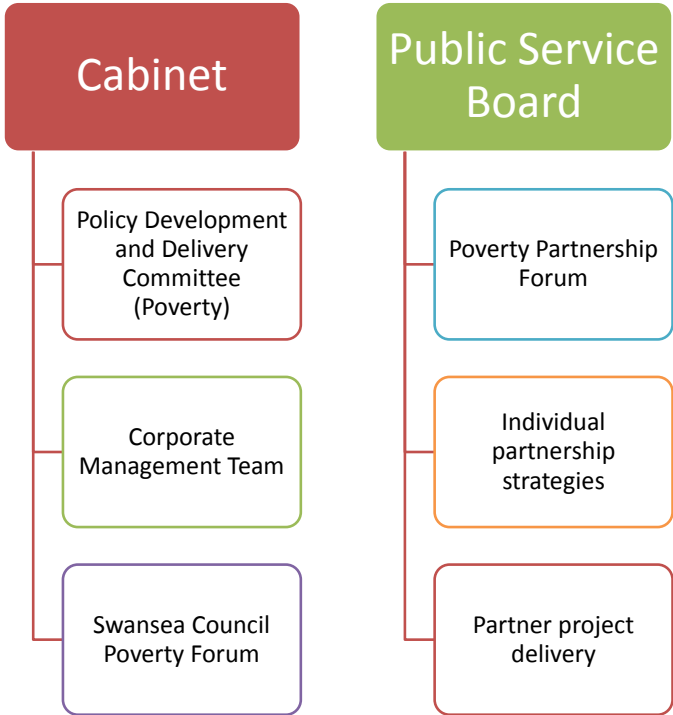 Cabinet
Policy Development
and Delivery
Committee
(Poverty)
Corporate
Management Team
Swansea Council
Poverty Forum
Public Service
Board
Poverty Partnership
Forum
Individual
partnership
strategies
Partner project
delivery